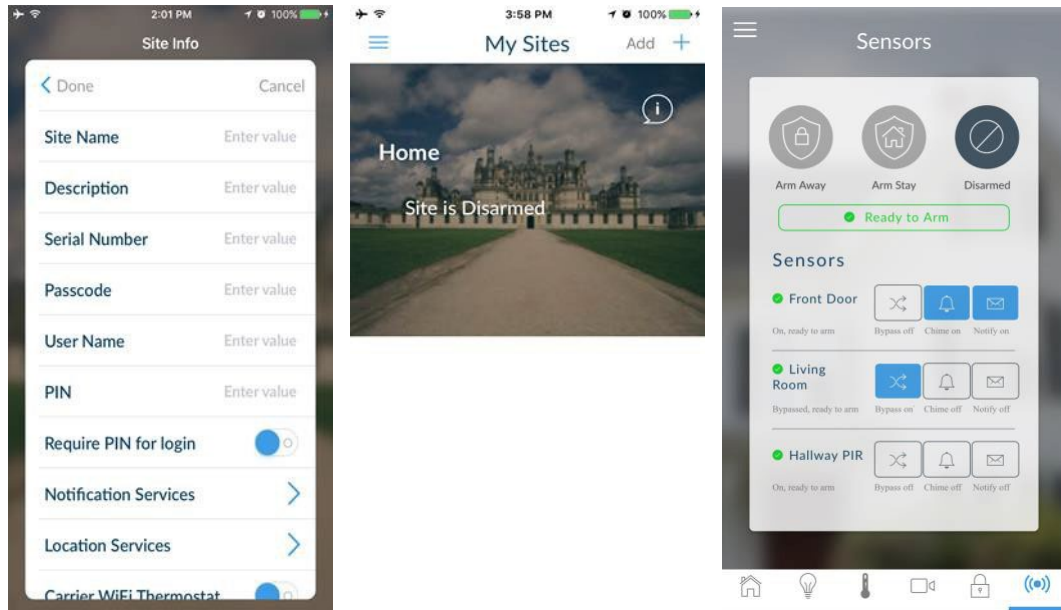 2:01 PM
100%
Site Info
Done
Cancel
Site Name
Enter value
Description
Enter value
Serial Number
Enter value
Passcode
Enter value
User Name
Enter value
PIN
Enter value
Require PIN for login
Notification Services
Location Services
Carrier WiFi Thermostat
3:58 PM
100%
My Sites
Add
Home
Site is Disarmed
Sensors
Arm Away
Arm Stay
Disarmed
Ready to Arm
Sensors
Front Door
On, ready to arm
Bypass off
Chime on
Notify on
Living
Room
Bypassed, ready to arm
Bypass on
Chime off
Notify off
Hallway PIR
On, ready to arm
Bypass off
Chime off
Notify off